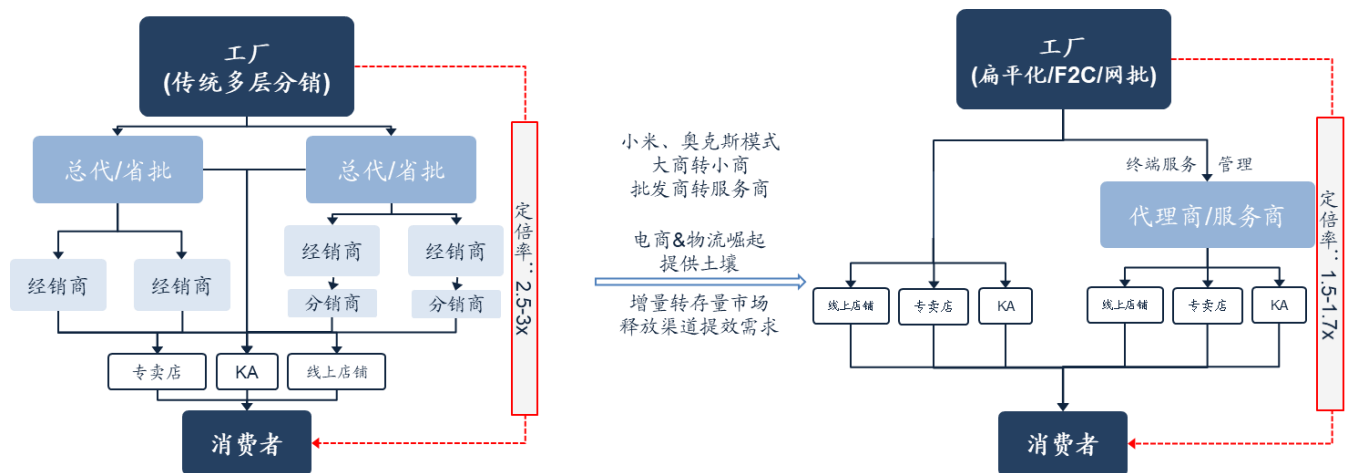 工厂
(传统多层分销)
总代/省批
总代/省批
经销商
经销商
经销商
经销商
分销商
分销商
专卖店
KA
线上店铺
消费者
定倍率：2.5-3x
小米、奥克斯模式
大商转小商
批发商转服务商
电商&物流崛起
提供土壤
增量转存量市场
释放渠道提效需求
工厂
(扁平化/F2C/网批)
终端服务 管理
代理商/服务商
线上店铺
专卖店
KA
线上店铺
专卖店
KA
消费者
定倍率：1.5-1.7x